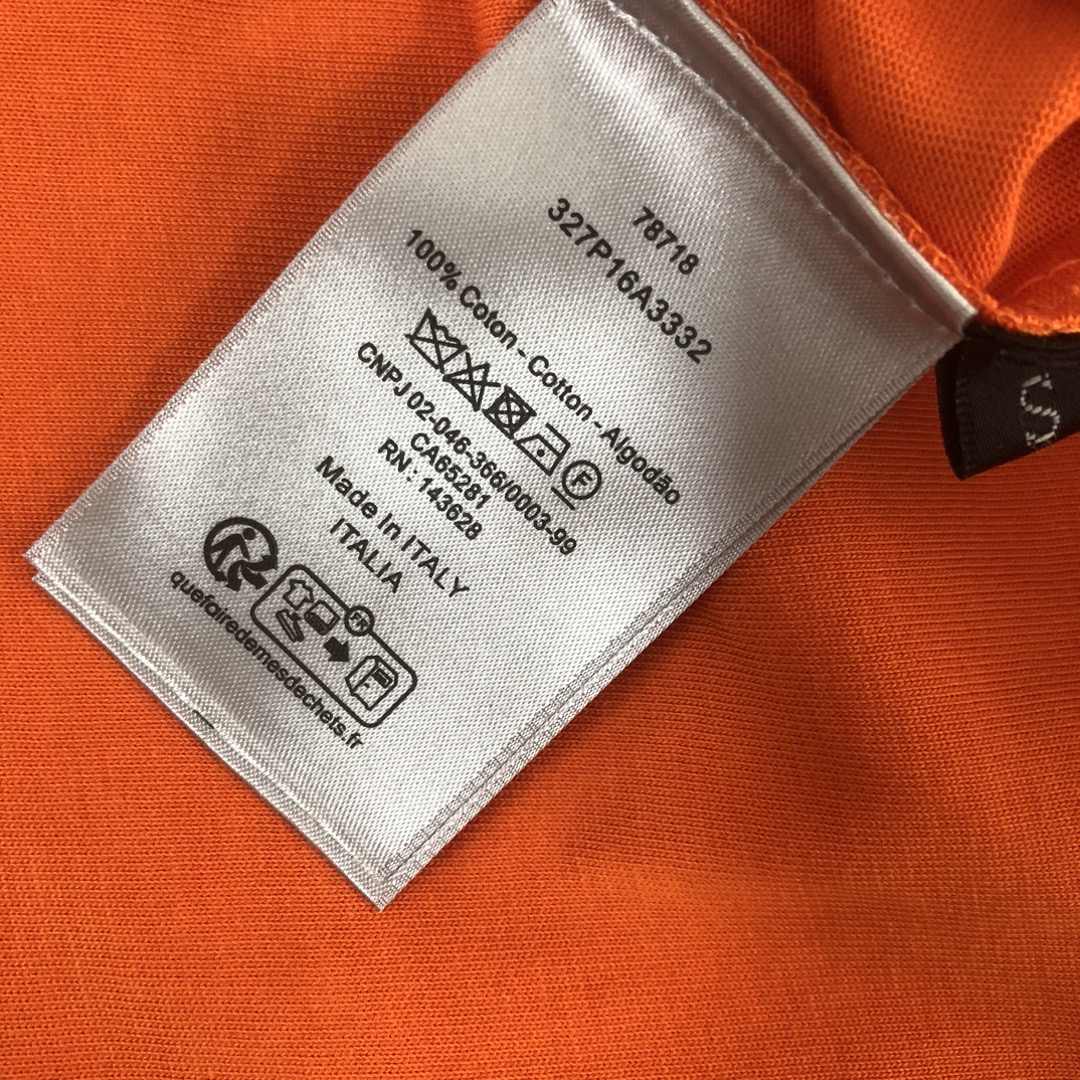 78718
327P16A3332
100% Coton - Cotton - Algodão
F
CNPJ 02-046-366/0003-99
CA65281
RN : 143628
Made In ITALY
ITALIA
FR
quefairedemesdechets.fr